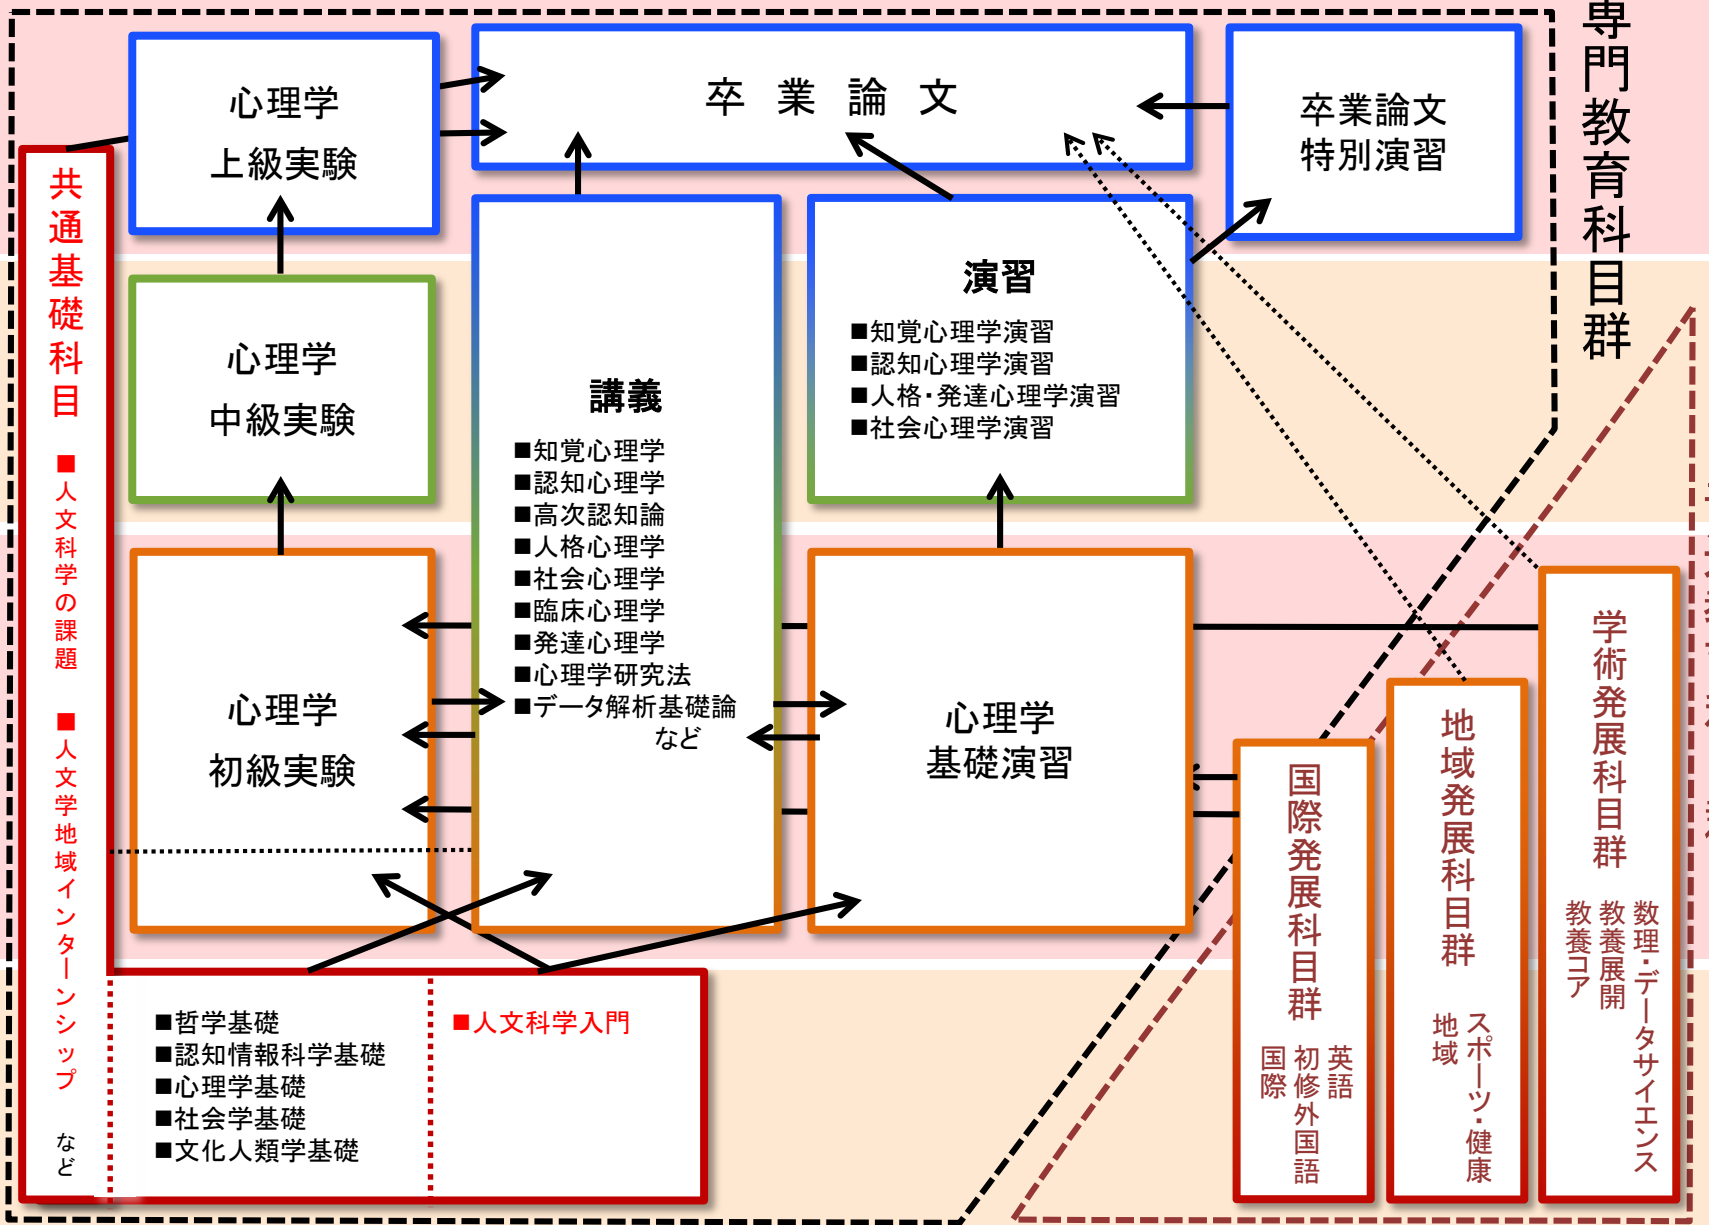 専門教育科目群
心理学
上級実験
卒業論文
卒業論文
特別演習
共通基礎科目
■人文科学の課題
■人文学地域インターンシップ
など
心理学
中級実験
講義
■知覚心理学
■認知心理学
■高次認知論
■人格心理学
■社会心理学
■臨床心理学
■発達心理学
■心理学研究法
■データ解析基礎論
など
演習
■知覚心理学演習
■認知心理学演習
■人格・発達心理学演習
■社会心理学演習
心理学
初級実験
心理学
基礎演習
■哲学基礎
■認知情報科学基礎
■心理学基礎
■社会学基礎
■文化人類学基礎
■人文科学入門
国際発展科目群
英語
初修外国語
国際
地域発展科目群
スポーツ・健康
地域
学術発展科目群
数理・データサイエンス
教養展開
教養コア